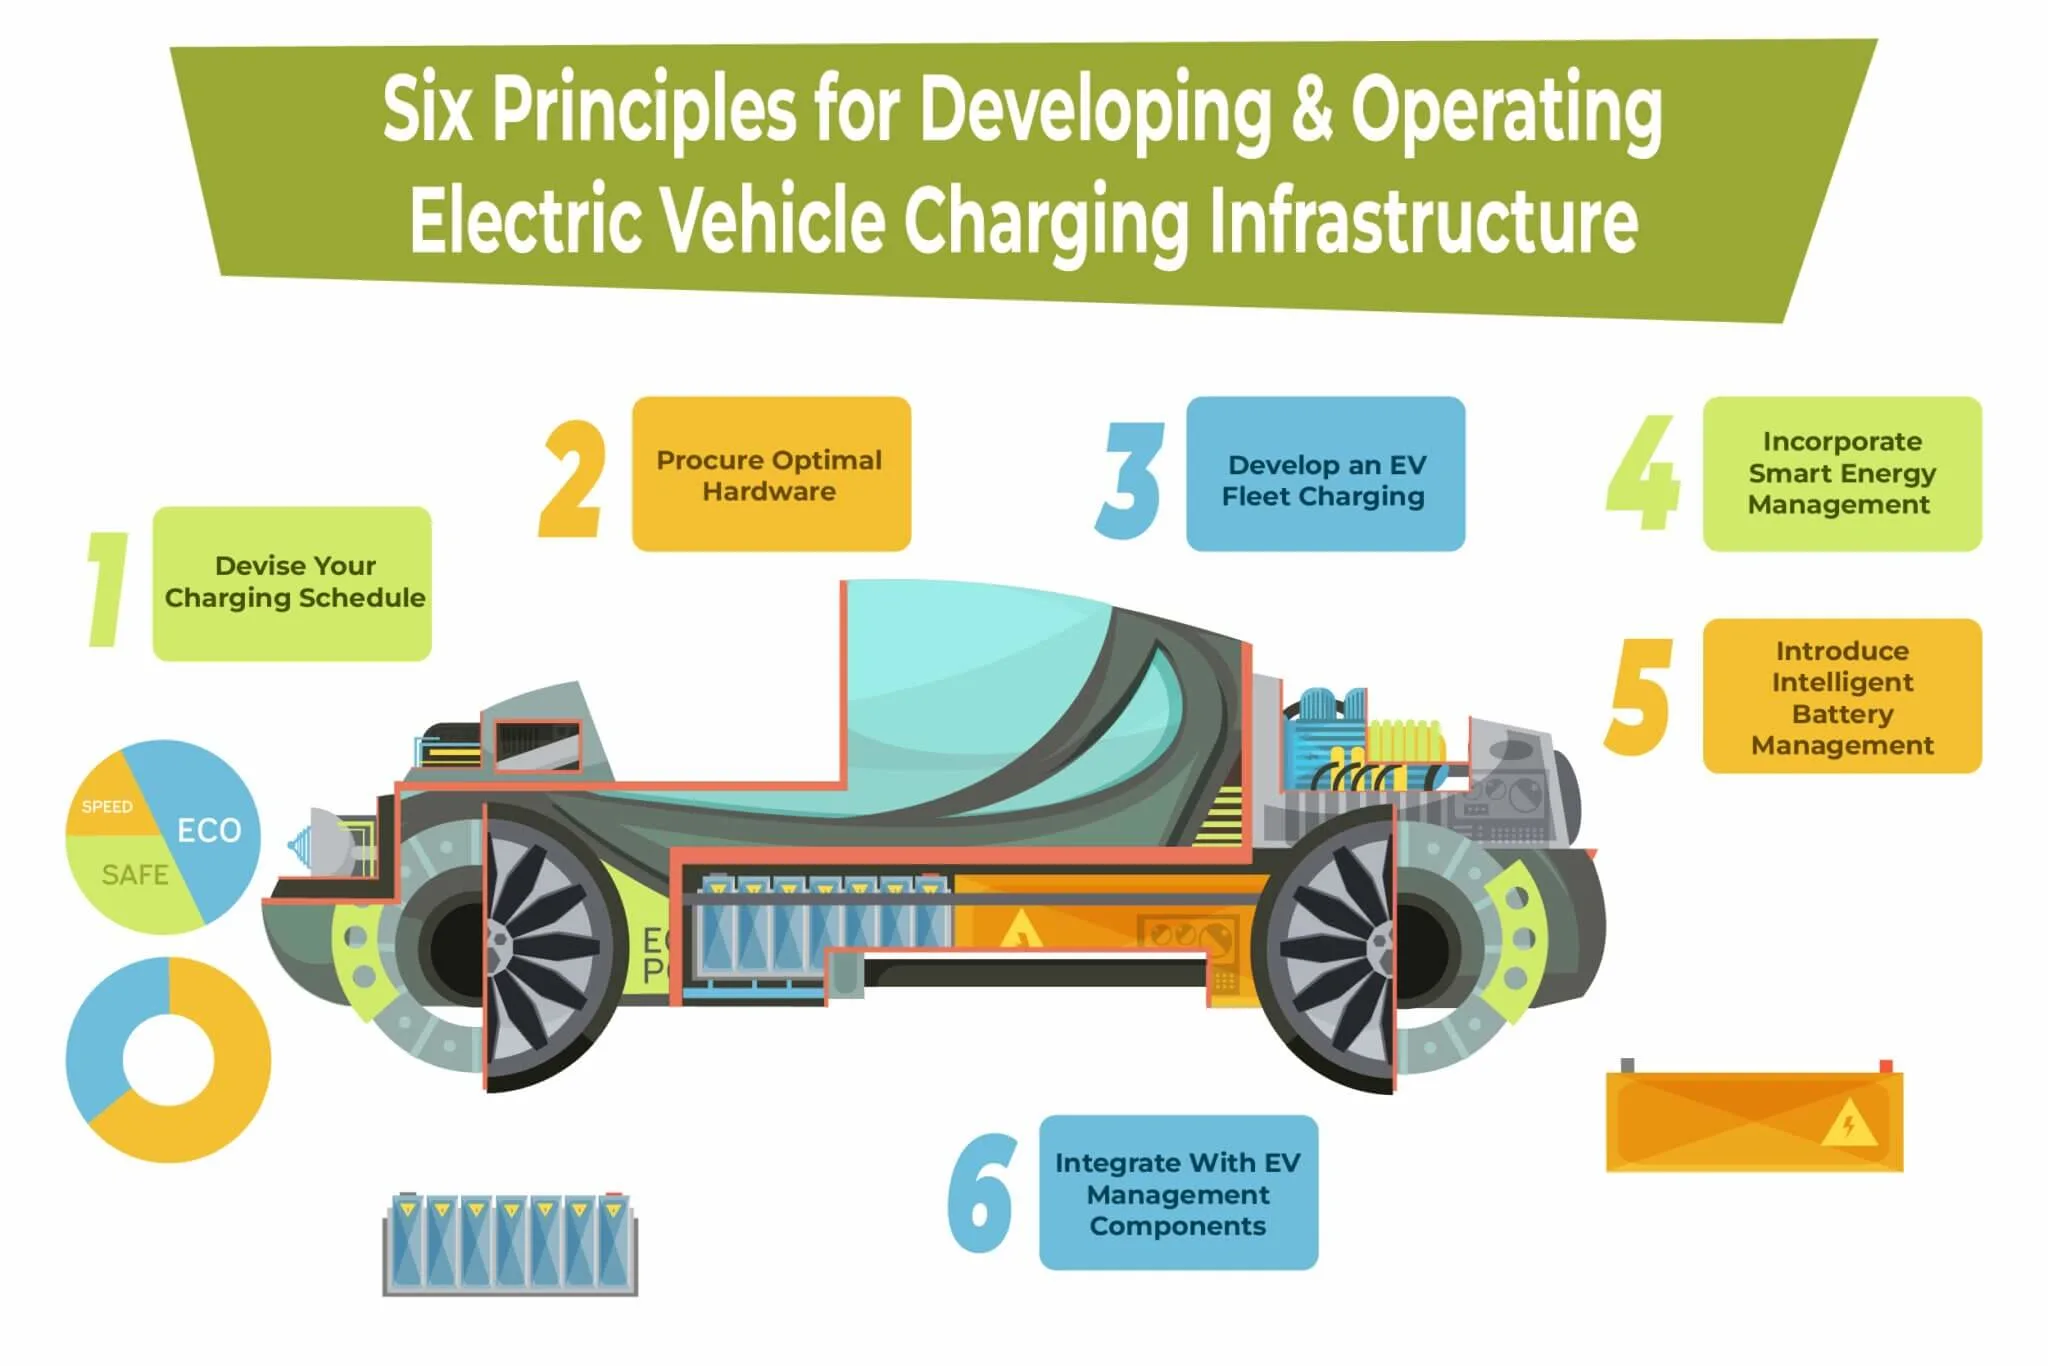 Six Principles for Developing & Operating
Electric Vehicle Charging Infrastructure
1
Devise Your
Charging Schedule
2
Procure Optimal
Hardware
3
Develop an EV
Fleet Charging
4
Incorporate
Smart Energy
Management
5
Introduce
Intelligent
Battery
Management
SPEED
ECO
SAFE
6
Integrate With EV
Management
Components